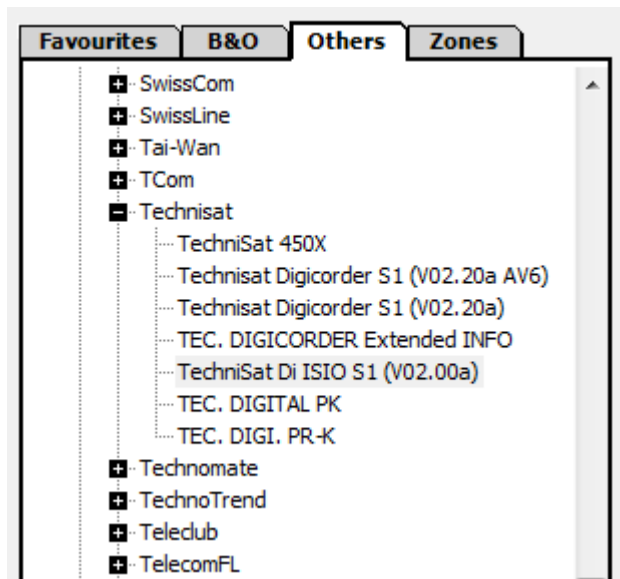 Favourites B&O Others Zones
SwissCom
SwissLine
Tai-Wan
TCom
Technisat
TechniSat 450X
Technisat Digicorder S1 (V02.20a AV6)
Technisat Digicorder S1 (V02.20a)
TEC. DIGICORDER Extended INFO
TechniSat Di ISIO S1 (V02.00a)
TEC. DIGITAL PK
TEC. DIGI. PR-K
Technomate
TechnoTrend
Teleclub
TelecomFL